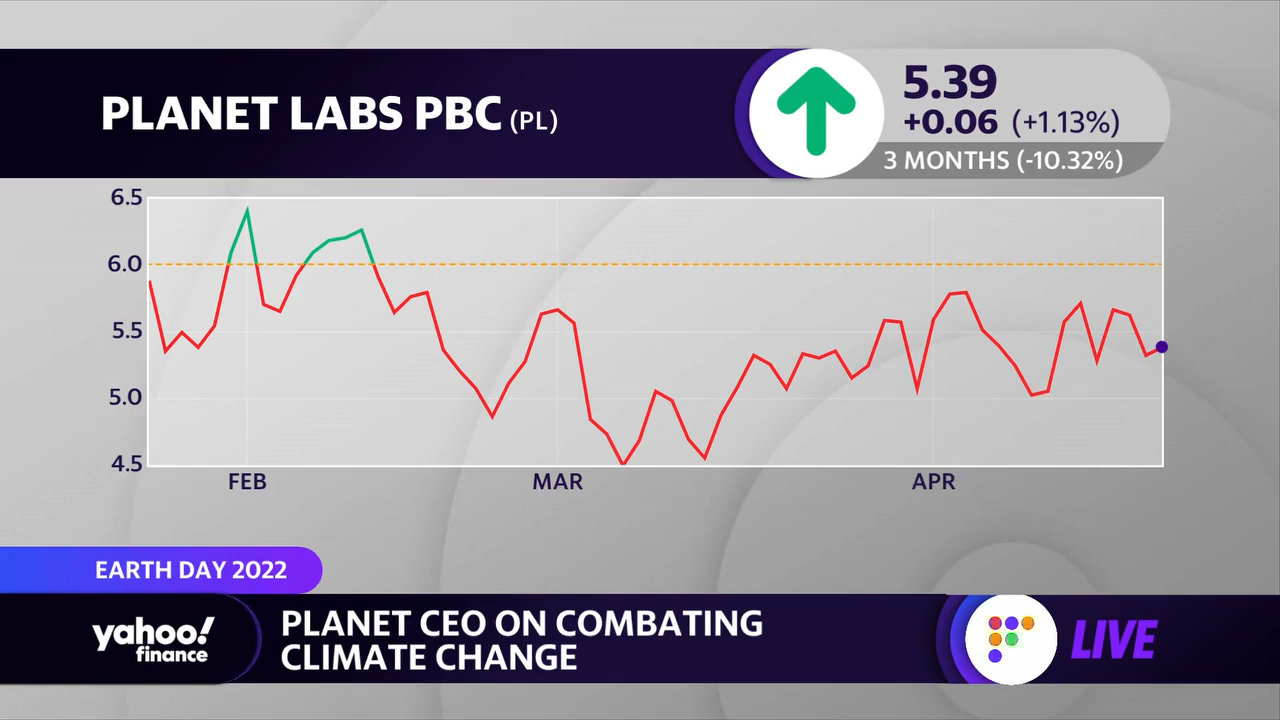 PLANET LABS PBC (PL)
5.39
+0.06 (+1.13%)
3 MONTHS (-10.32%)
6.5
6.0
5.5
5.0
4.5
FEB MAR APR
EARTH DAY 2022
yahoo!
finance
PLANET CEO ON COMBATING
CLIMATE CHANGE
LIVE